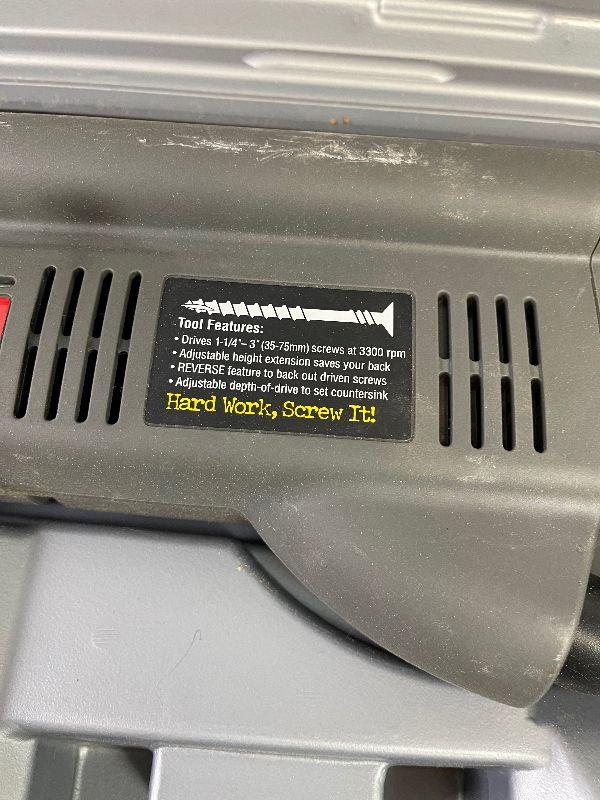 Tool Features:
• Drives 1-1/4"– 3" (35-75mm) screws at 3300 rpm
• Adjustable height extension saves your back
• REVERSE feature to back out driven screws
• Adjustable depth-of-drive to set countersink
Hard Work, Screw It!